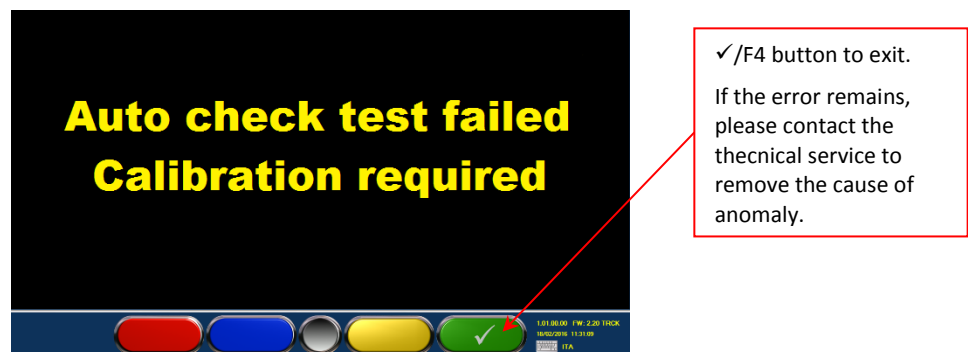 Auto check test failed
Calibration required
✓/F4 button to exit.
If the error remains,
please contact the
thecnical service to
remove the cause of
anomaly.
1.01.00.00 FW: 2.20 TRCK
18/02/2016 11:31:09
ITA